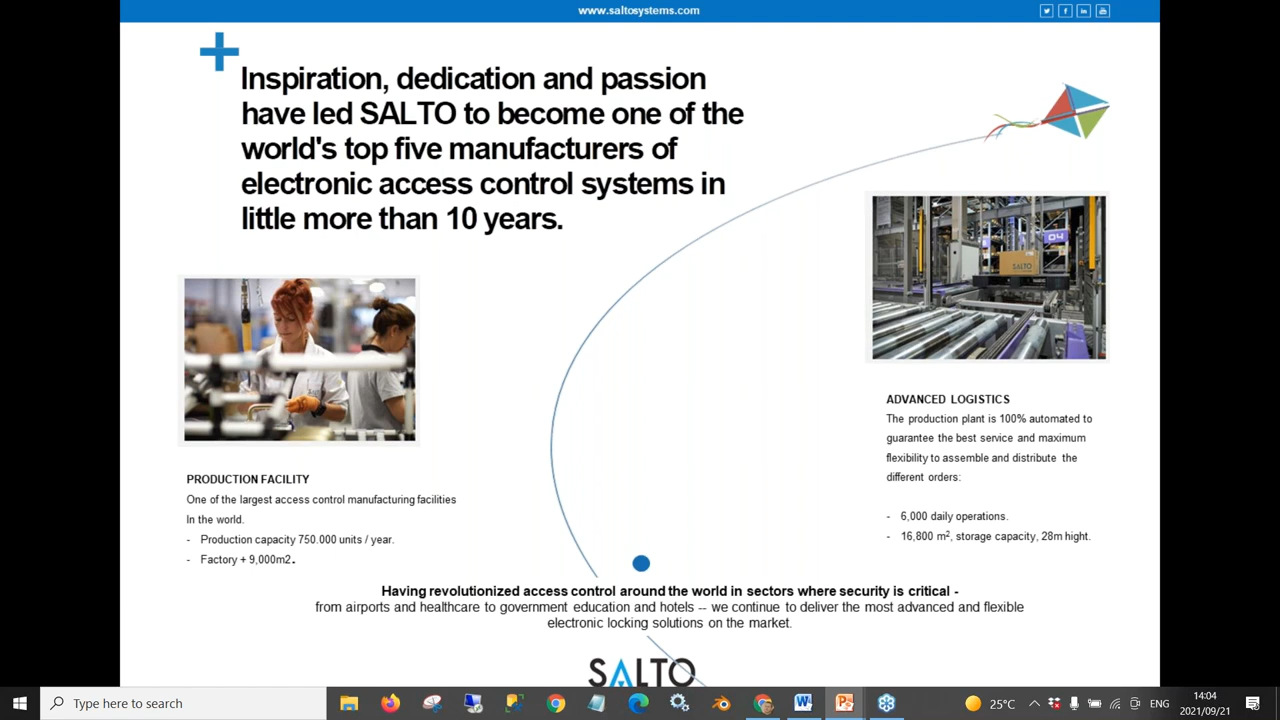 www.saltosystems.com
Inspiration, dedication and passion
have led SALTO to become one of the
world's top five manufacturers of
electronic access control systems in
little more than 10 years.
04
SALTO
PRODUCTION FACILITY
One of the largest access control manufacturing facilities
In the world.
- Production capacity 750.000 units / year.
- Factory + 9,000m2.
ADVANCED LOGISTICS
The production plant is 100% automated to
guarantee the best service and maximum
flexibility to assemble and distribute the
different orders:
- 6,000 daily operations.
- 16,800 m², storage capacity, 28m hight.
Having revolutionized access control around the world in sectors where security is critical -
from airports and healthcare to government education and hotels -- we continue to deliver the most advanced and flexible
electronic locking solutions on the market.
SALTO
Type here to search
25°C
ENG
14:04
2021/09/21